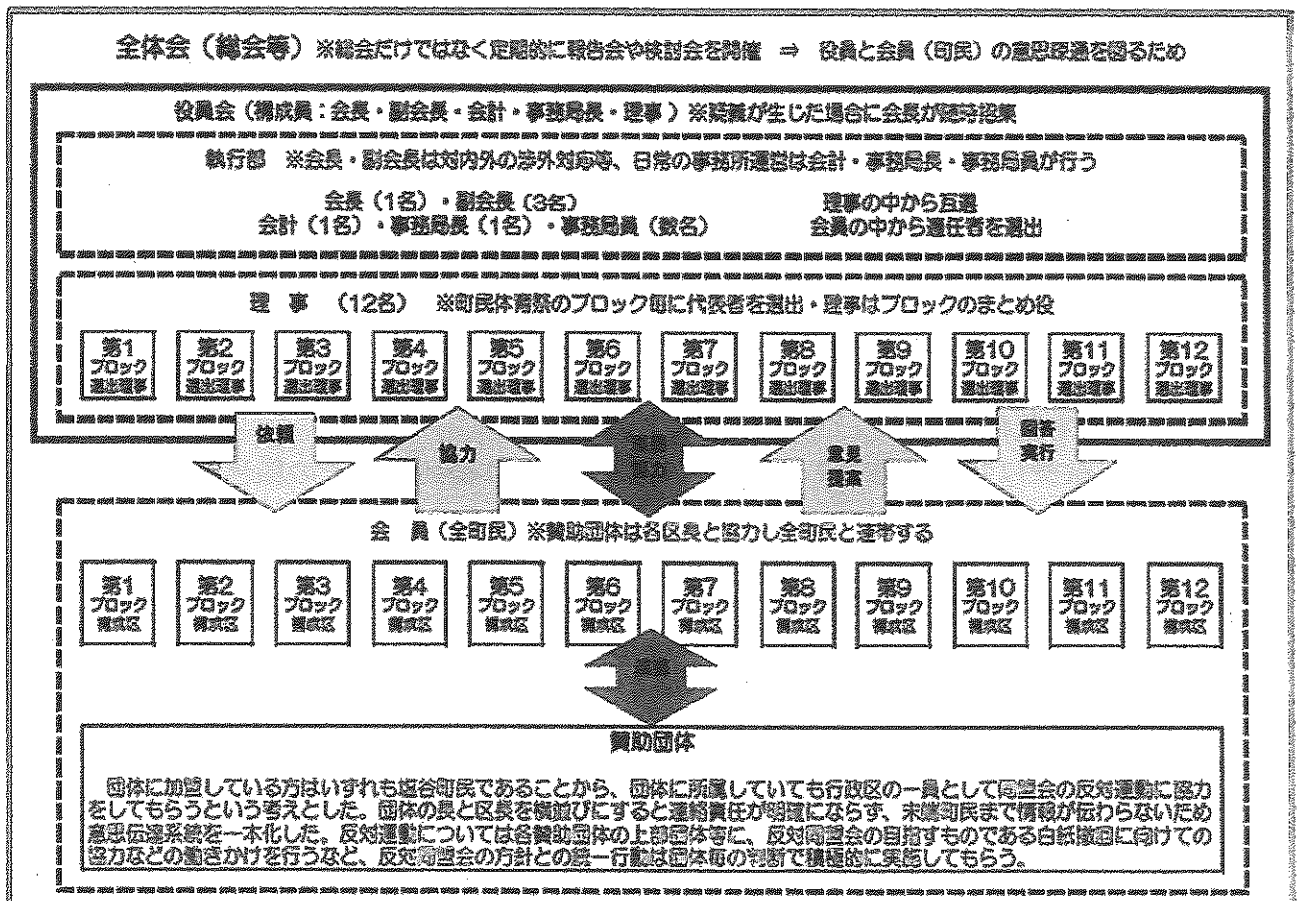 全体会（総会等）※総会だけではなく定期的に報告会や検討会を開催 ⇒ 役員と会員（町民）の意思疎通を図るため
役員会（構成員：会長・副会長・会計・事務局長・理事）※疑義が生じた場合に会長が随時招集
執行部 ※会長・副会長は対内外の渉外対応等、日常の事務所運営は会計・事務局長・事務局員が行う
会長（1名）・副会長（3名） 理事の中から互選
会計（1名）・事務局長（1名）・事務局員（数名） 会員の中から適任者を選出
理 事 （12名） ※町民体育祭のブロック毎に代表者を選出・理事はブロックのまとめ役
第1 第2 第3 第4 第5 第6 第7 第8 第9 第10 第11 第12
ブロック ブロック ブロック ブロック ブロック ブロック ブロック ブロック ブロック ブロック ブロック ブロック
選出理事 選出理事 選出理事 選出理事 選出理事 選出理事 選出理事 選出理事 選出理事 選出理事 選出理事 選出理事
依頼 協力 意見 回答
提案 実行
会 員（全町民）※賛助団体は各区長と協力し全町民と連帯する
第1 第2 第3 第4 第5 第6 第7 第8 第9 第10 第11 第12
ブロック ブロック ブロック ブロック ブロック ブロック ブロック ブロック ブロック ブロック ブロック ブロック
構成区 構成区 構成区 構成区 構成区 構成区 構成区 構成区 構成区 構成区 構成区 構成区
賛助団体
団体に加盟している方はいずれも塩谷町民であることから、団体に所属していても行政区の一員として同盟会の反対運動に協力
をしてもらうという考えとした。団体の長と区長を横並びにすると連絡責任が明確にならず、末端町民まで情報が伝わらないため
意思伝達系統を一本化した。反対運動については各賛助団体の上部団体等に、反対同盟会の目指すものである白紙撤回に向けての
協力などの働きかけを行うなど、反対同盟会の方針との統一行動は団体毎の判断で積極的に実施してもらう。